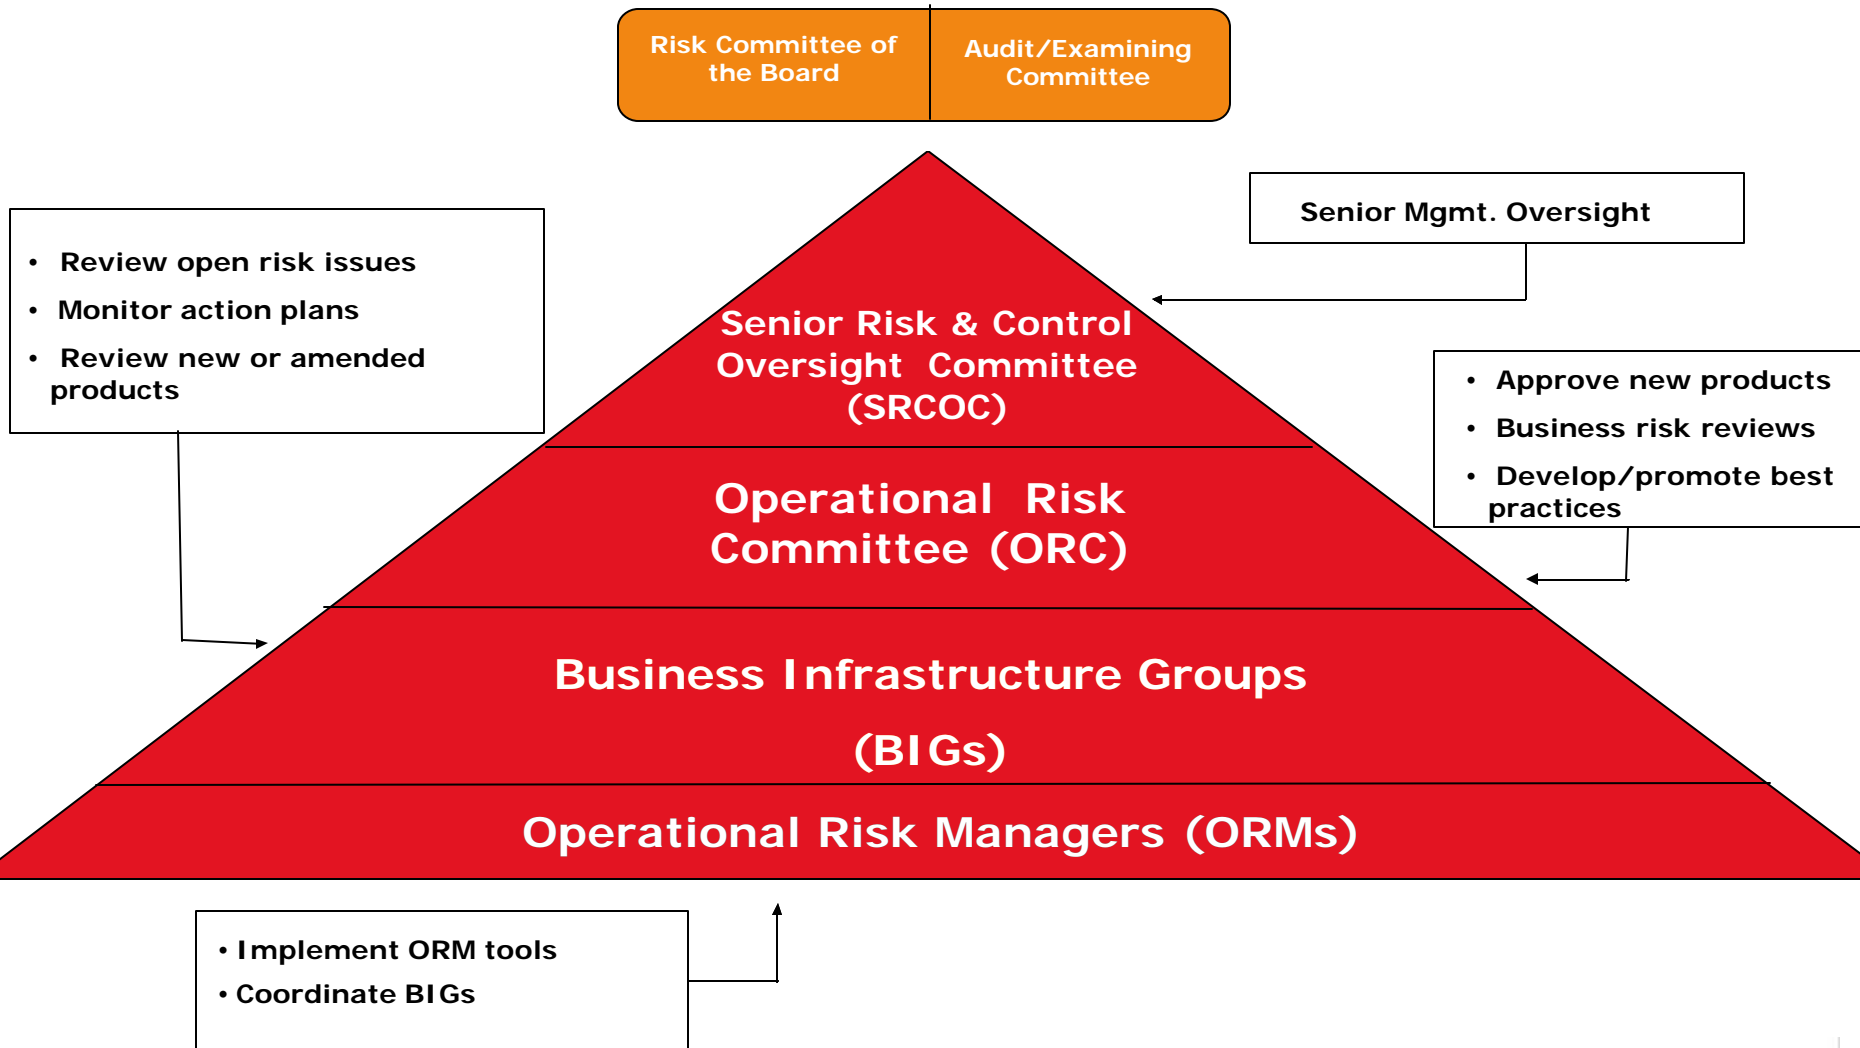 Risk Committee of
the Board
Audit/Examining
Committee
Senior Mgmt. Oversight
• Review open risk issues
• Monitor action plans
• Review new or amended
products
Senior Risk & Control
Oversight Committee
(SRCOC)
• Approve new products
• Business risk reviews
• Develop/promote best
practices
Operational Risk
Committee (ORC)
Business Infrastructure Groups
(BIGs)
Operational Risk Managers (ORMs)
• Implement ORM tools
• Coordinate BIGs